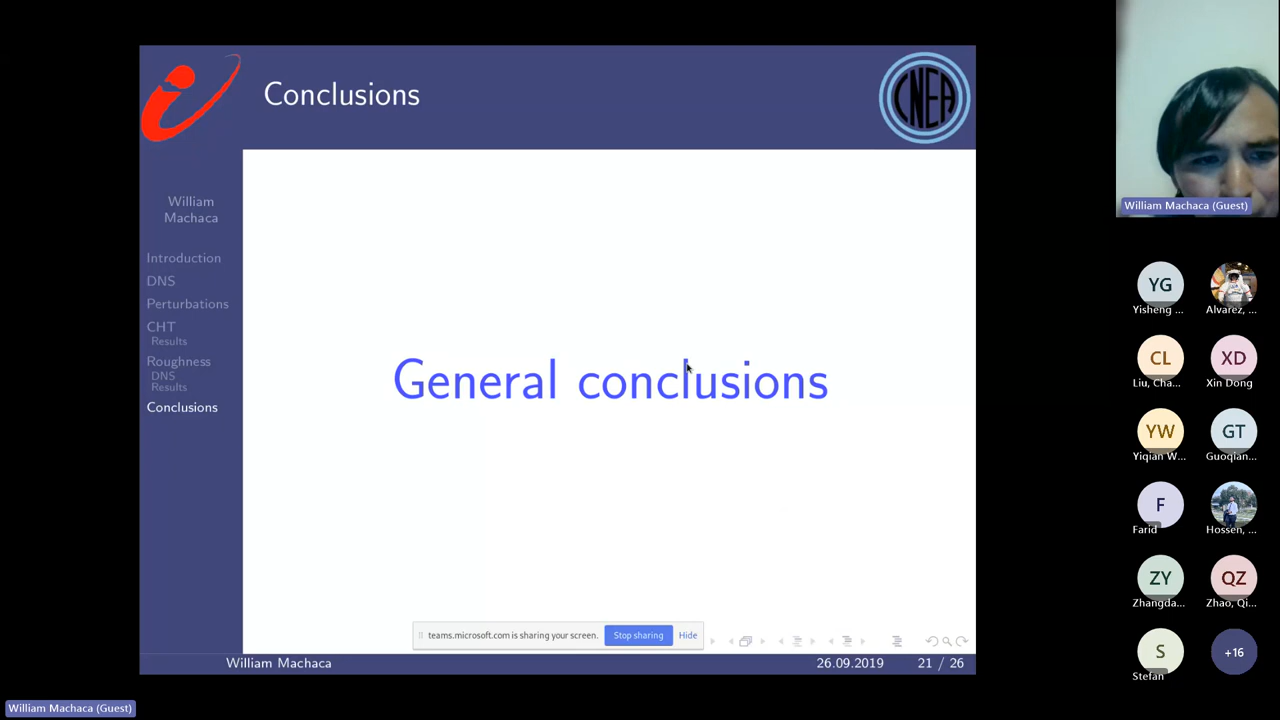 Conclusions
CNEA
William
Machaca
Introduction
DNS
Perturbations
CHT
Results
Roughness
DNS
Results
Conclusions
General conclusions
teams.microsoft.com is sharing your screen.
Stop sharing
Hide
William Machaca
26.09.2019
21 / 26
William Machaca (Guest)
YG
Yisheng ...
Alvarez, ...
CL
Liu, Cha...
XD
Xin Dong
YW
Yiqian W...
GT
Guoqian...
F
Farid
Hossen, ...
ZY
Zhangda...
QZ
Zhao, Qi...
S
Stefan
+16
William Machaca (Guest)